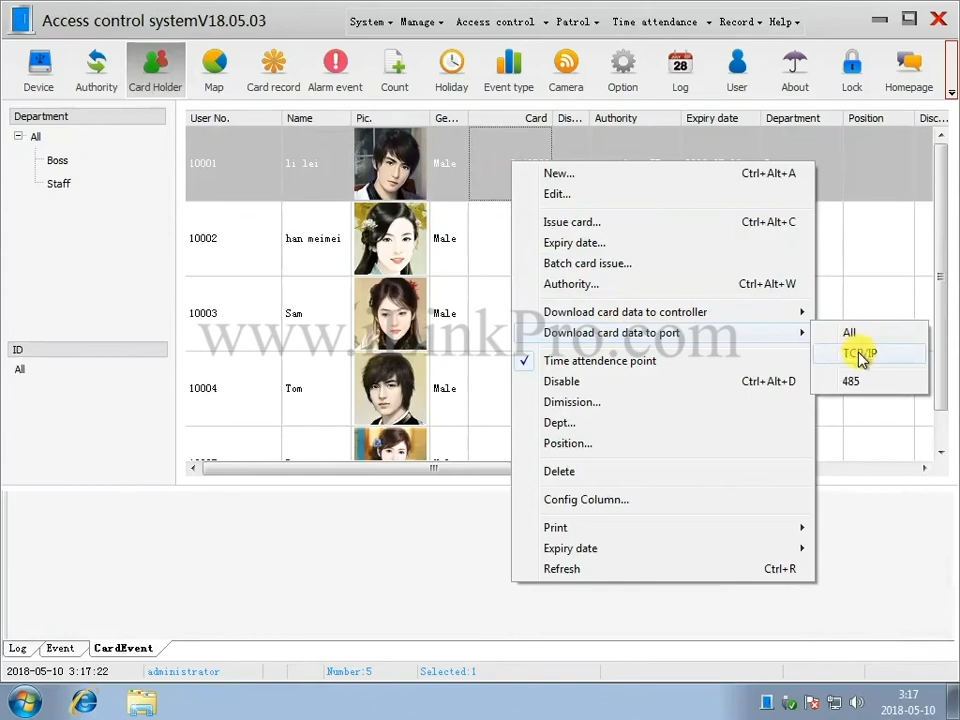 Access control systemV18.05.03
System Manage Access control Patrol Time attendance Record Help
Device Authority Card Holder Map Card record Alarm event Count Holiday Event type Camera Option Log User About Lock Homepage
28
Department
All
Boss
Staff
ID
All
User No. Name Pic. Ge... Card Dis... Authority Expiry date Department Position Disc...
10001 li lei Male
10002 han meimei Male
10003 Sam
10004 Tom
New... Ctrl+Alt+A
Edit...
Issue card... Ctrl+Alt+C
Expiry date...
Batch card issue...
Authority... Ctrl+Alt+W
Download card data to controller
Download card data to port
Time attendence point
Disable Ctrl+Alt+D
Dimission...
Dept...
Position...
Delete
Config Column...
Print
Expiry date
Refresh Ctrl+R
All
TCP/IP
485
Log Event CardEvent
2018-05-10 3:17:22 administrator Number:5 Selected:1
3:17
2018-05-10